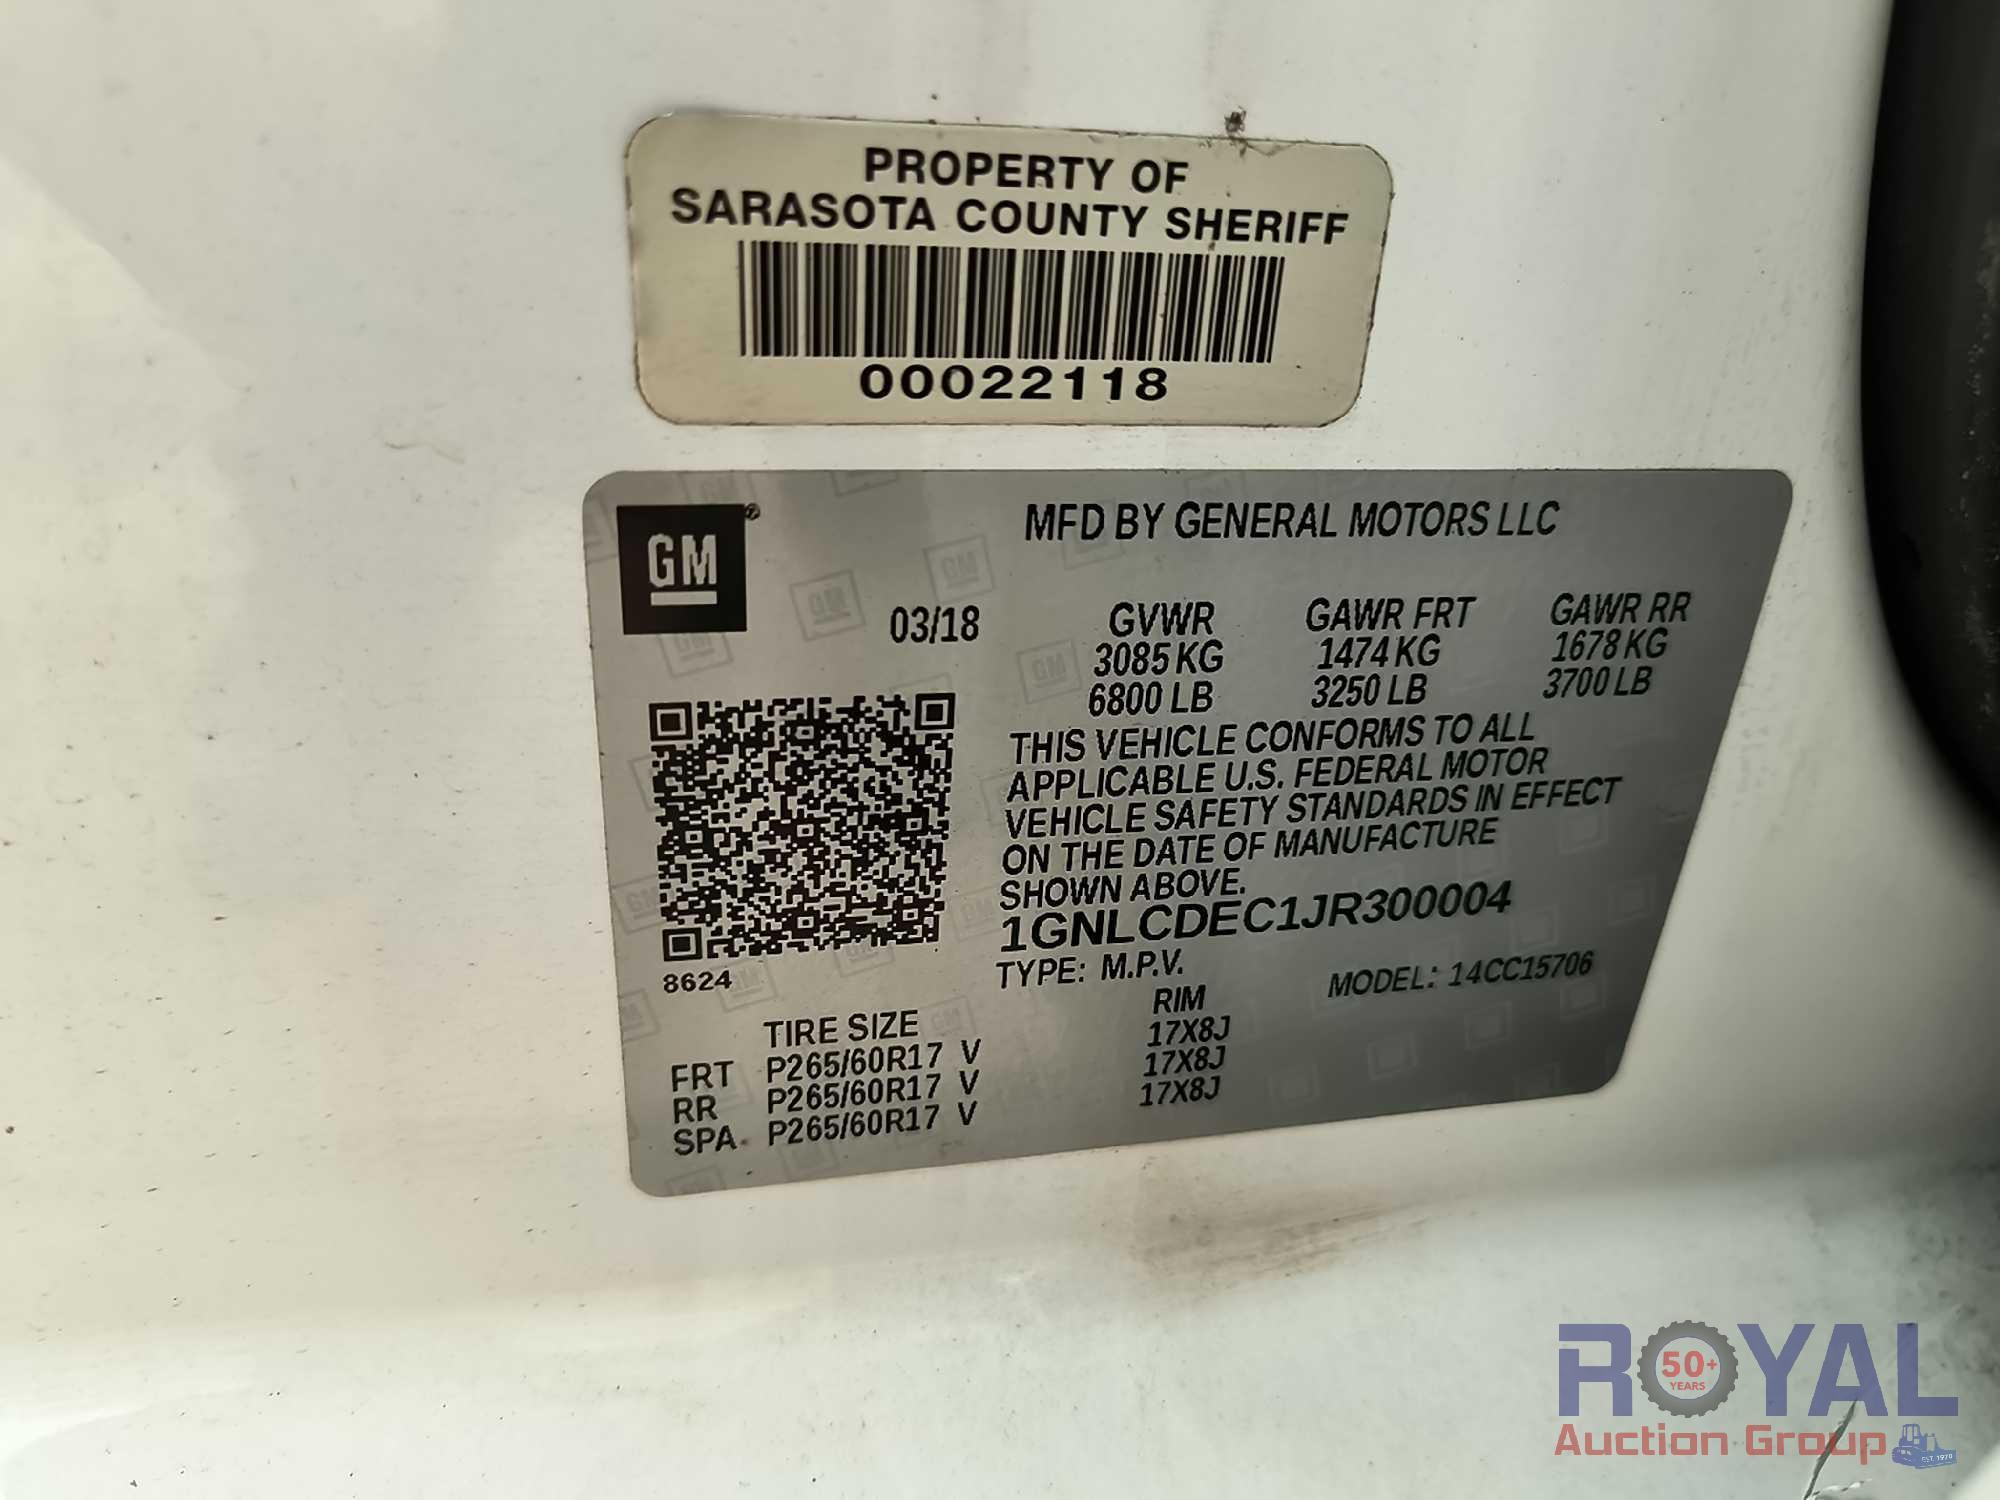 PROPERTY OF
SARASOTA COUNTY SHERIFF
00022118
GM®
MFD BY GENERAL MOTORS LLC
03/18
GVWR GAWR FRT GAWR RR
3085 KG 1474 KG 1678 KG
6800 LB 3250 LB 3700 LB
THIS VEHICLE CONFORMS TO ALL
APPLICABLE U.S. FEDERAL MOTOR
VEHICLE SAFETY STANDARDS IN EFFECT
ON THE DATE OF MANUFACTURE
SHOWN ABOVE.
1GNLCDEC1JR300004
8624
TYPE: M.P.V. MODEL: 14CC15706
TIRE SIZE RIM
FRT P265/60R17 V 17X8J
RR P265/60R17 V 17X8J
SPA P265/60R17 V 17X8J
ROYAL
50+
YEARS
Auction Group
EST. 1970